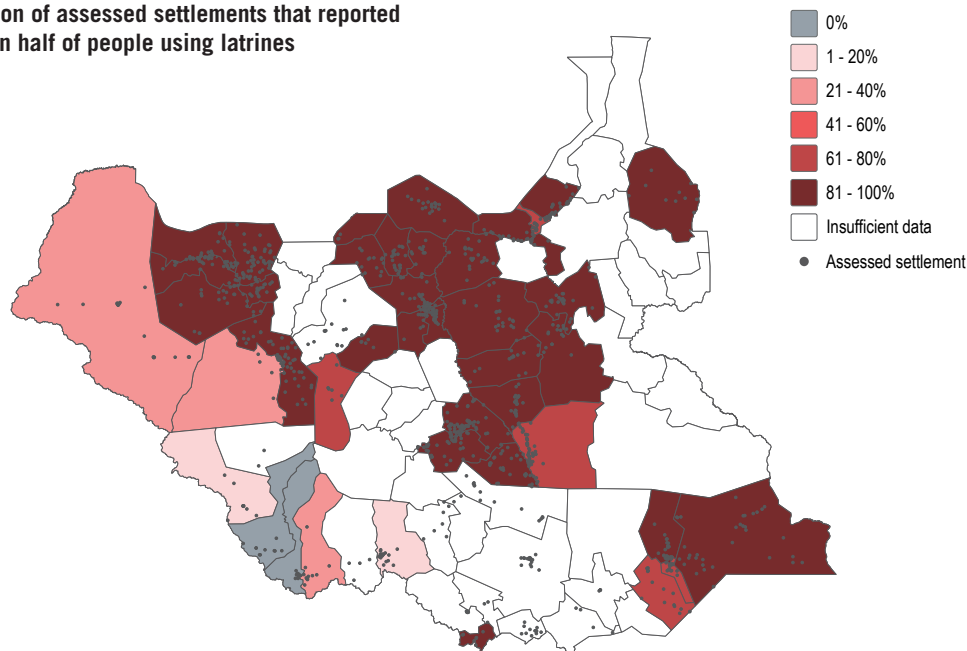 of assessed settlements that reported
half of people using latrines
0%
1 - 20%
21 - 40%
41 - 60%
61 - 80%
81 - 100%
Insufficient data
Assessed settlement